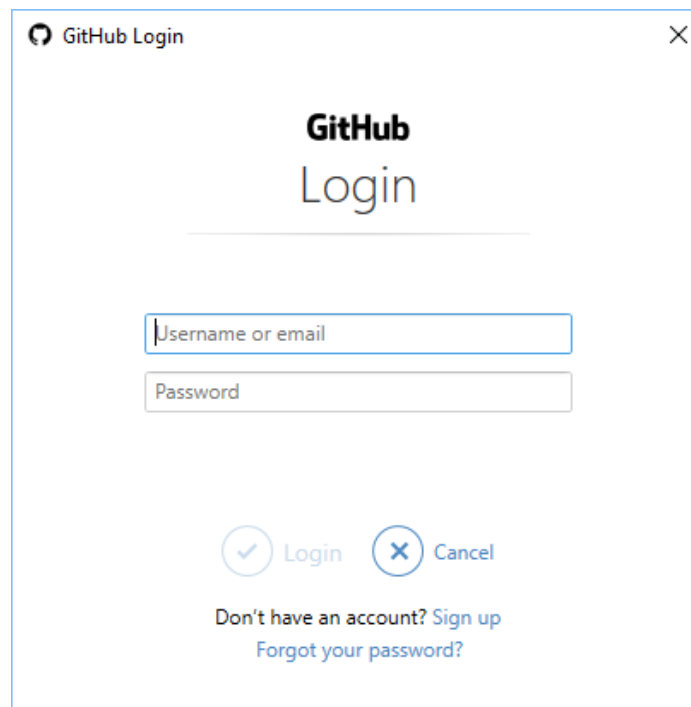 GitHub Login
GitHub
Login
Username or email
Password
Login Cancel
Don't have an account? Sign up
Forgot your password?